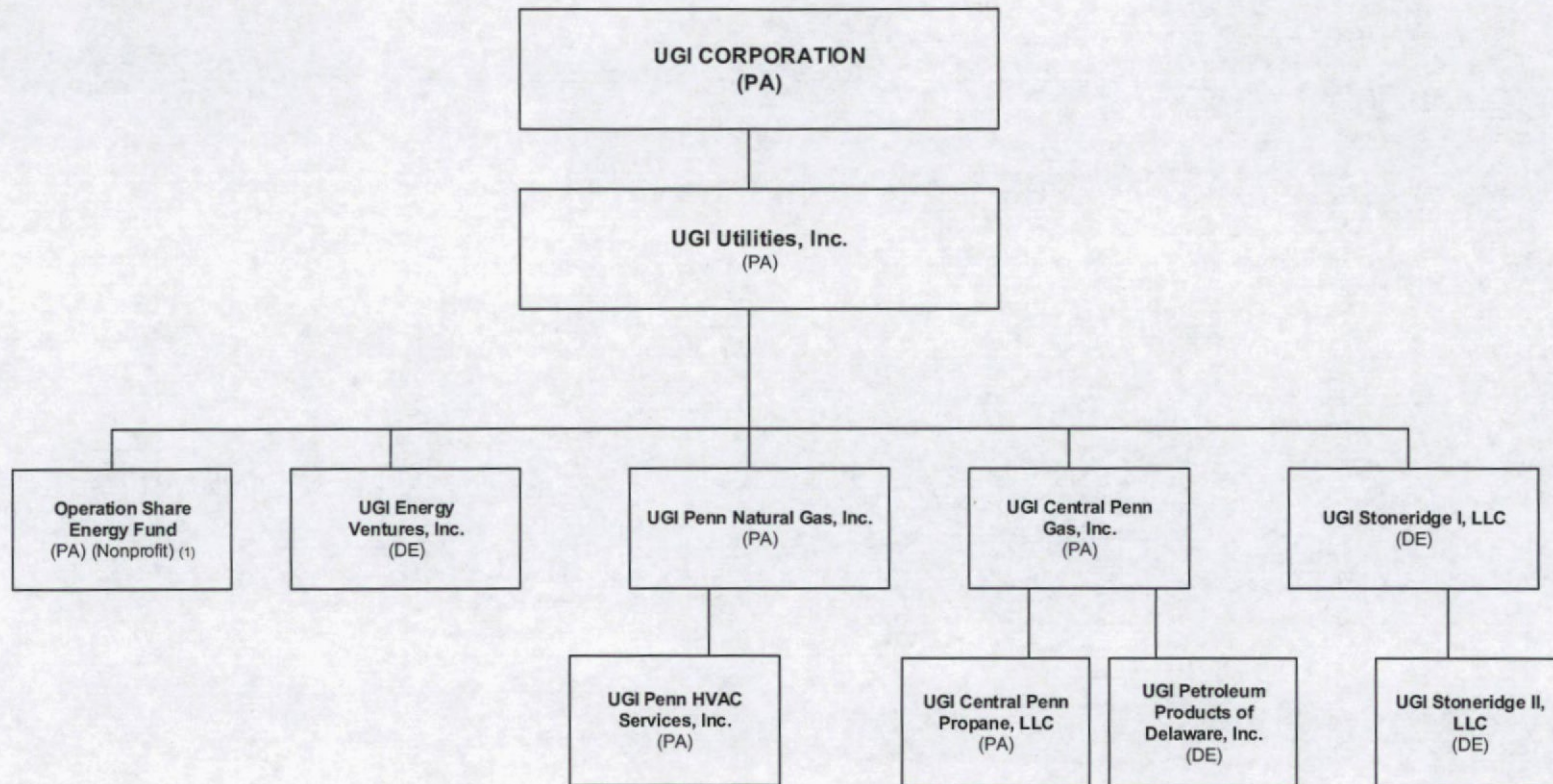 UGI CORPORATION
(PA)
UGI Utilities, Inc.
(PA)
Operation Share
Energy Fund
(PA) (Nonprofit) (1)
UGI Energy
Ventures, Inc.
(DE)
UGI Penn Natural Gas, Inc.
(PA)
UGI Central Penn
Gas, Inc.
(PA)
UGI Stoneridge I, LLC
(DE)
UGI Penn HVAC
Services, Inc.
(PA)
UGI Central Penn
Propane, LLC
(PA)
UGI Petroleum
Products of
Delaware, Inc.
(DE)
UGI Stoneridge II,
LLC
(DE)